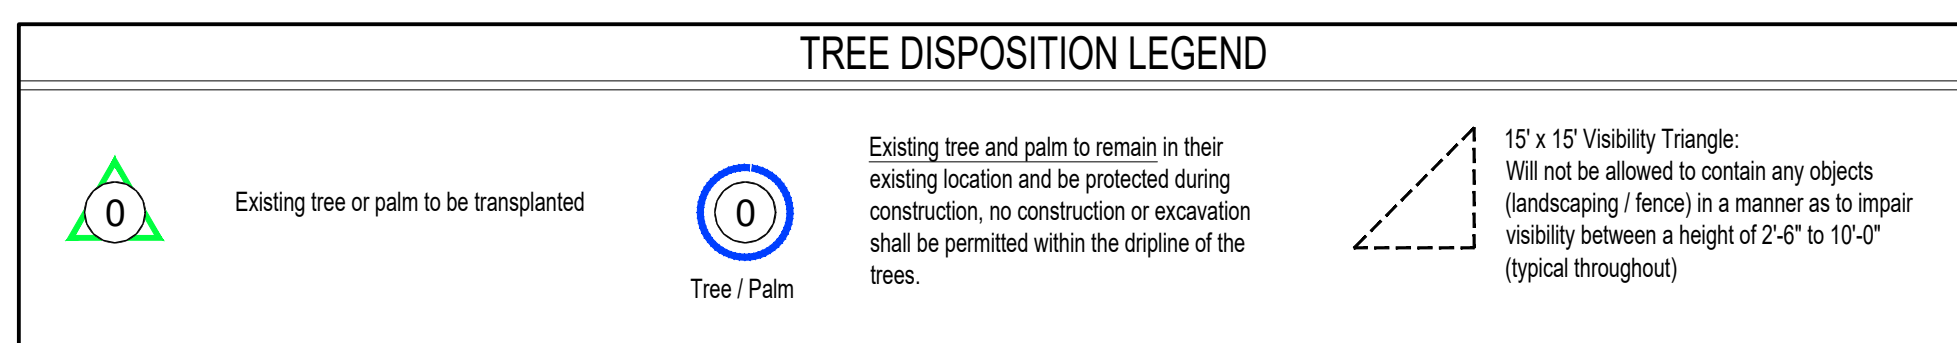 TREE DISPOSITION LEGEND
0
Existing tree or palm to be transplanted
0
Tree / Palm
Existing tree and palm to remain in their
existing location and be protected during
construction, no construction or excavation
shall be permitted within the dripline of the
trees.
15' x 15' Visibility Triangle:
Will not be allowed to contain any objects
(landscaping / fence) in a manner as to impair
visibility between a height of 2'-6" to 10'-0"
(typical throughout)